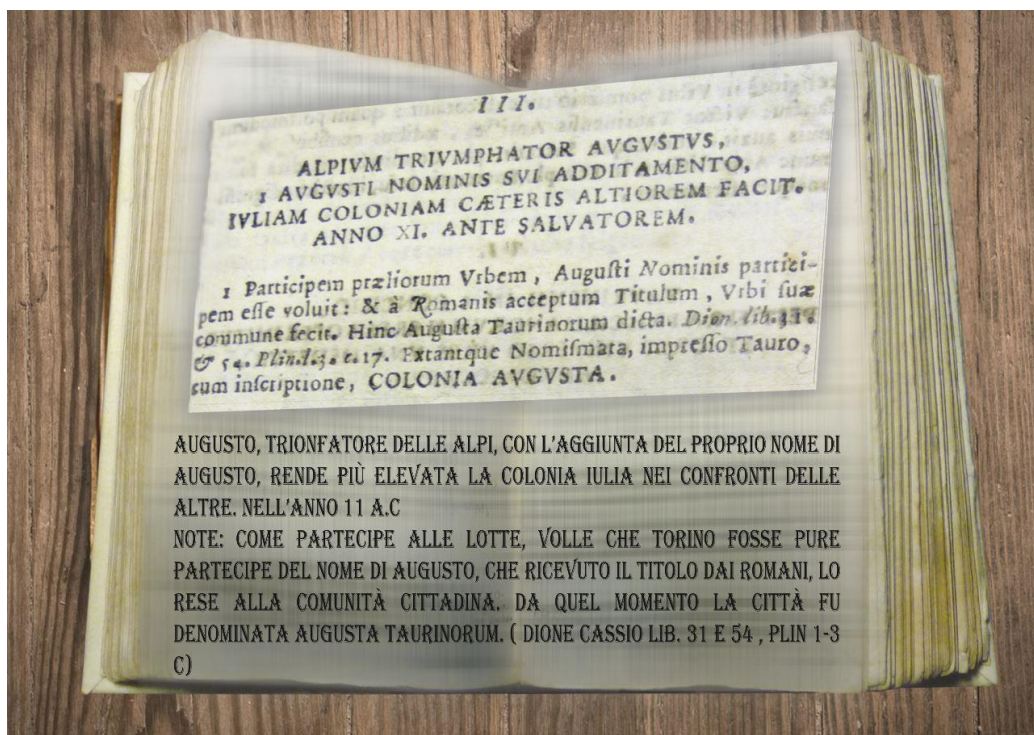 III.
ALPIVM TRIVMPHATOR AVGVSTVS,
1 AVGVSTI NOMINIS SVI ADDITAMENTO,
IVLIAM COLONIAM CÆTERIS ALTIOREM FACIT.
ANNO XI. ANTE SALVATOREM.
1 Participem præliorum Vrbem, Auguſti Nominis partici-
pem eſſe voluit: & à Romanis acceptum Titulum, Vrbi ſuæ
commune fecit. Hinc Auguſta Taurinorum dicta. Dion. lib. 31.
& 54. Plin. l. 3. c. 17. Extantque Nomiſmata, impreſſo Tauro,
cum inſcriptione, COLONIA AVGVSTA.
AUGUSTO, TRIONFATORE DELLE ALPI, CON L'AGGIUNTA DEL PROPRIO NOME DI
AUGUSTO, RENDE PIÙ ELEVATA LA COLONIA IULIA NEI CONFRONTI DELLE
ALTRE. NELL'ANNO 11 A.C
NOTE: COME PARTECIPE ALLE LOTTE, VOLLE CHE TORINO FOSSE PURE
PARTECIPE DEL NOME DI AUGUSTO, CHE RICEVUTO IL TITOLO DAI ROMANI, LO
RESE ALLA COMUNITÀ CITTADINA. DA QUEL MOMENTO LA CITTÀ FU
DENOMINATA AUGUSTA TAURINORUM. ( DIONE CASSIO LIB. 31 E 54 , PLIN 1-3
C)